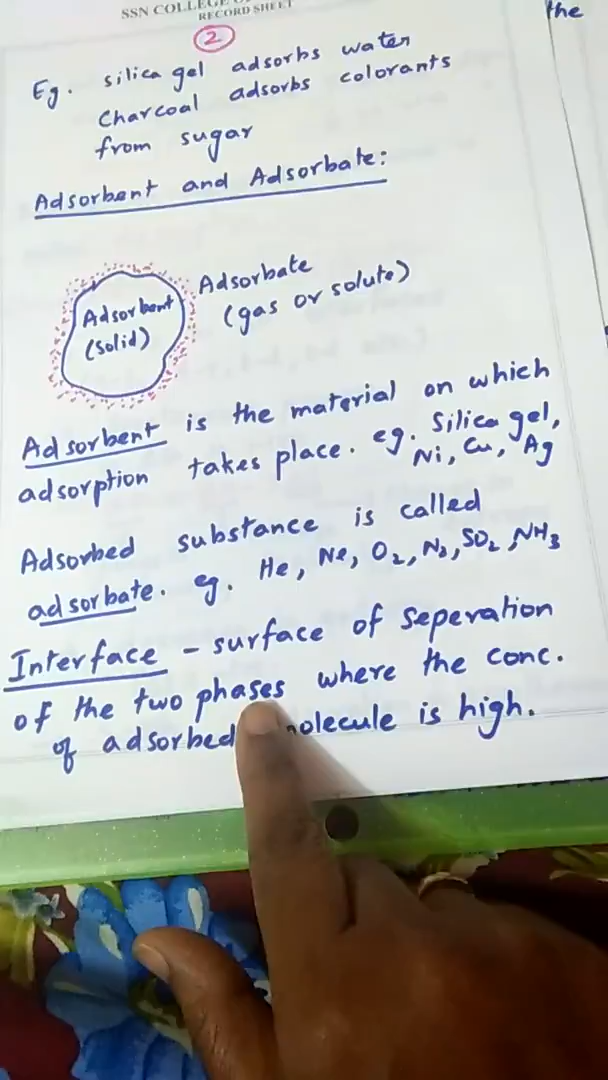 SSN COLLEGE
RECORD SHEET
the
2
Eg. silica gel adsorbs water
charcoal adsorbs colorants
from sugar
Adsorbent and Adsorbate:
Adsorbent
(solid)
Adsorbate
(gas or solute)
Adsorbent is the material on which
adsorption takes place. eg. Silica gel,
Ni, Cu, Ag
Adsorbed substance is called
adsorbate. eg. He, Ne, O2, N2, SO2, NH3
Interface - surface of seperation
of the two phases where the conc.
of adsorbed molecule is high.